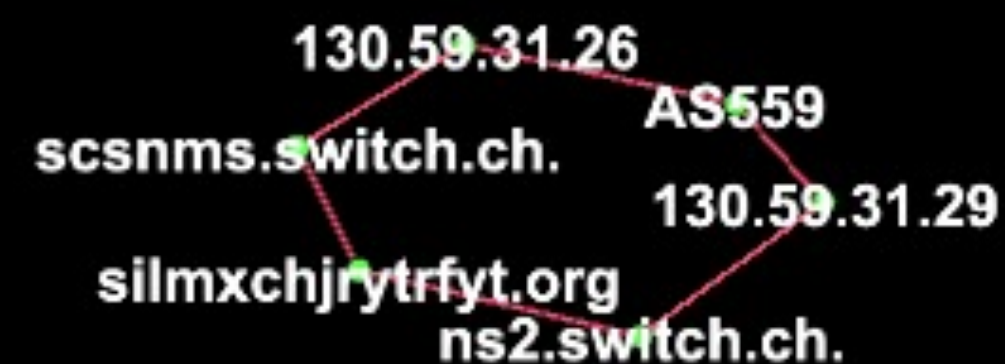 130.59.31.26
AS559
scsnms.switch.ch.
130.59.31.29
silmxchjrytrfyt.org
ns2.switch.ch.